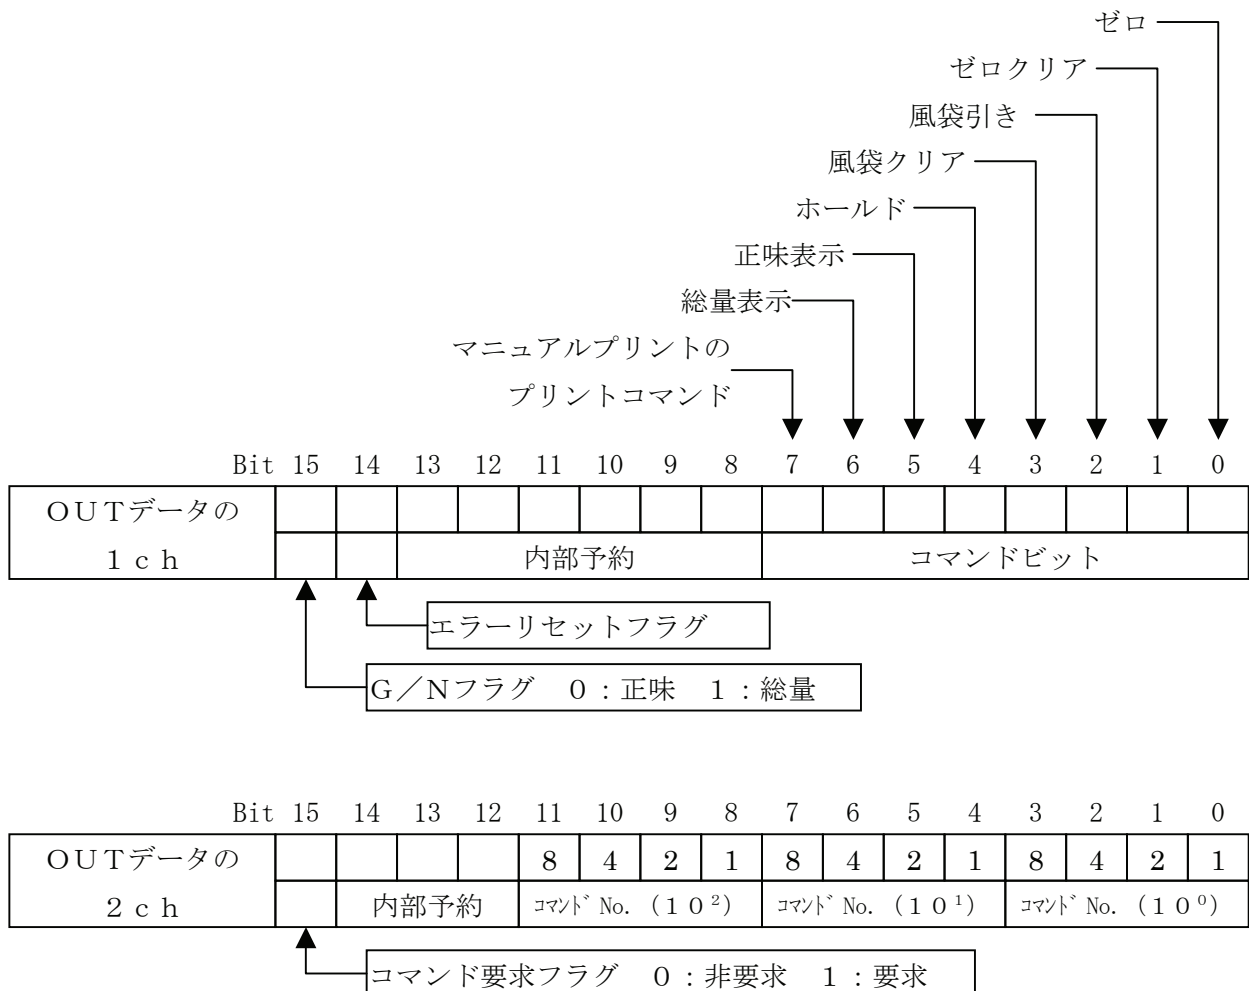 ゼロ
ゼロクリア
風袋引き
風袋クリア
ホールド
正味表示
総量表示
マニュアルプリントの
プリントコマンド
Bit 15 14 13 12 11 10 9 8 7 6 5 4 3 2 1 0
OUTデータの
1ch 内部予約 コマンドビット
エラーリセットフラグ
G/Nフラグ 0:正味 1:総量
Bit 15 14 13 12 11 10 9 8 7 6 5 4 3 2 1 0
OUTデータの 8 4 2 1 8 4 2 1 8 4 2 1
2ch 内部予約 コマンド No. (10²) コマンド No. (10¹) コマンド No. (10⁰)
コマンド要求フラグ 0:非要求 1:要求